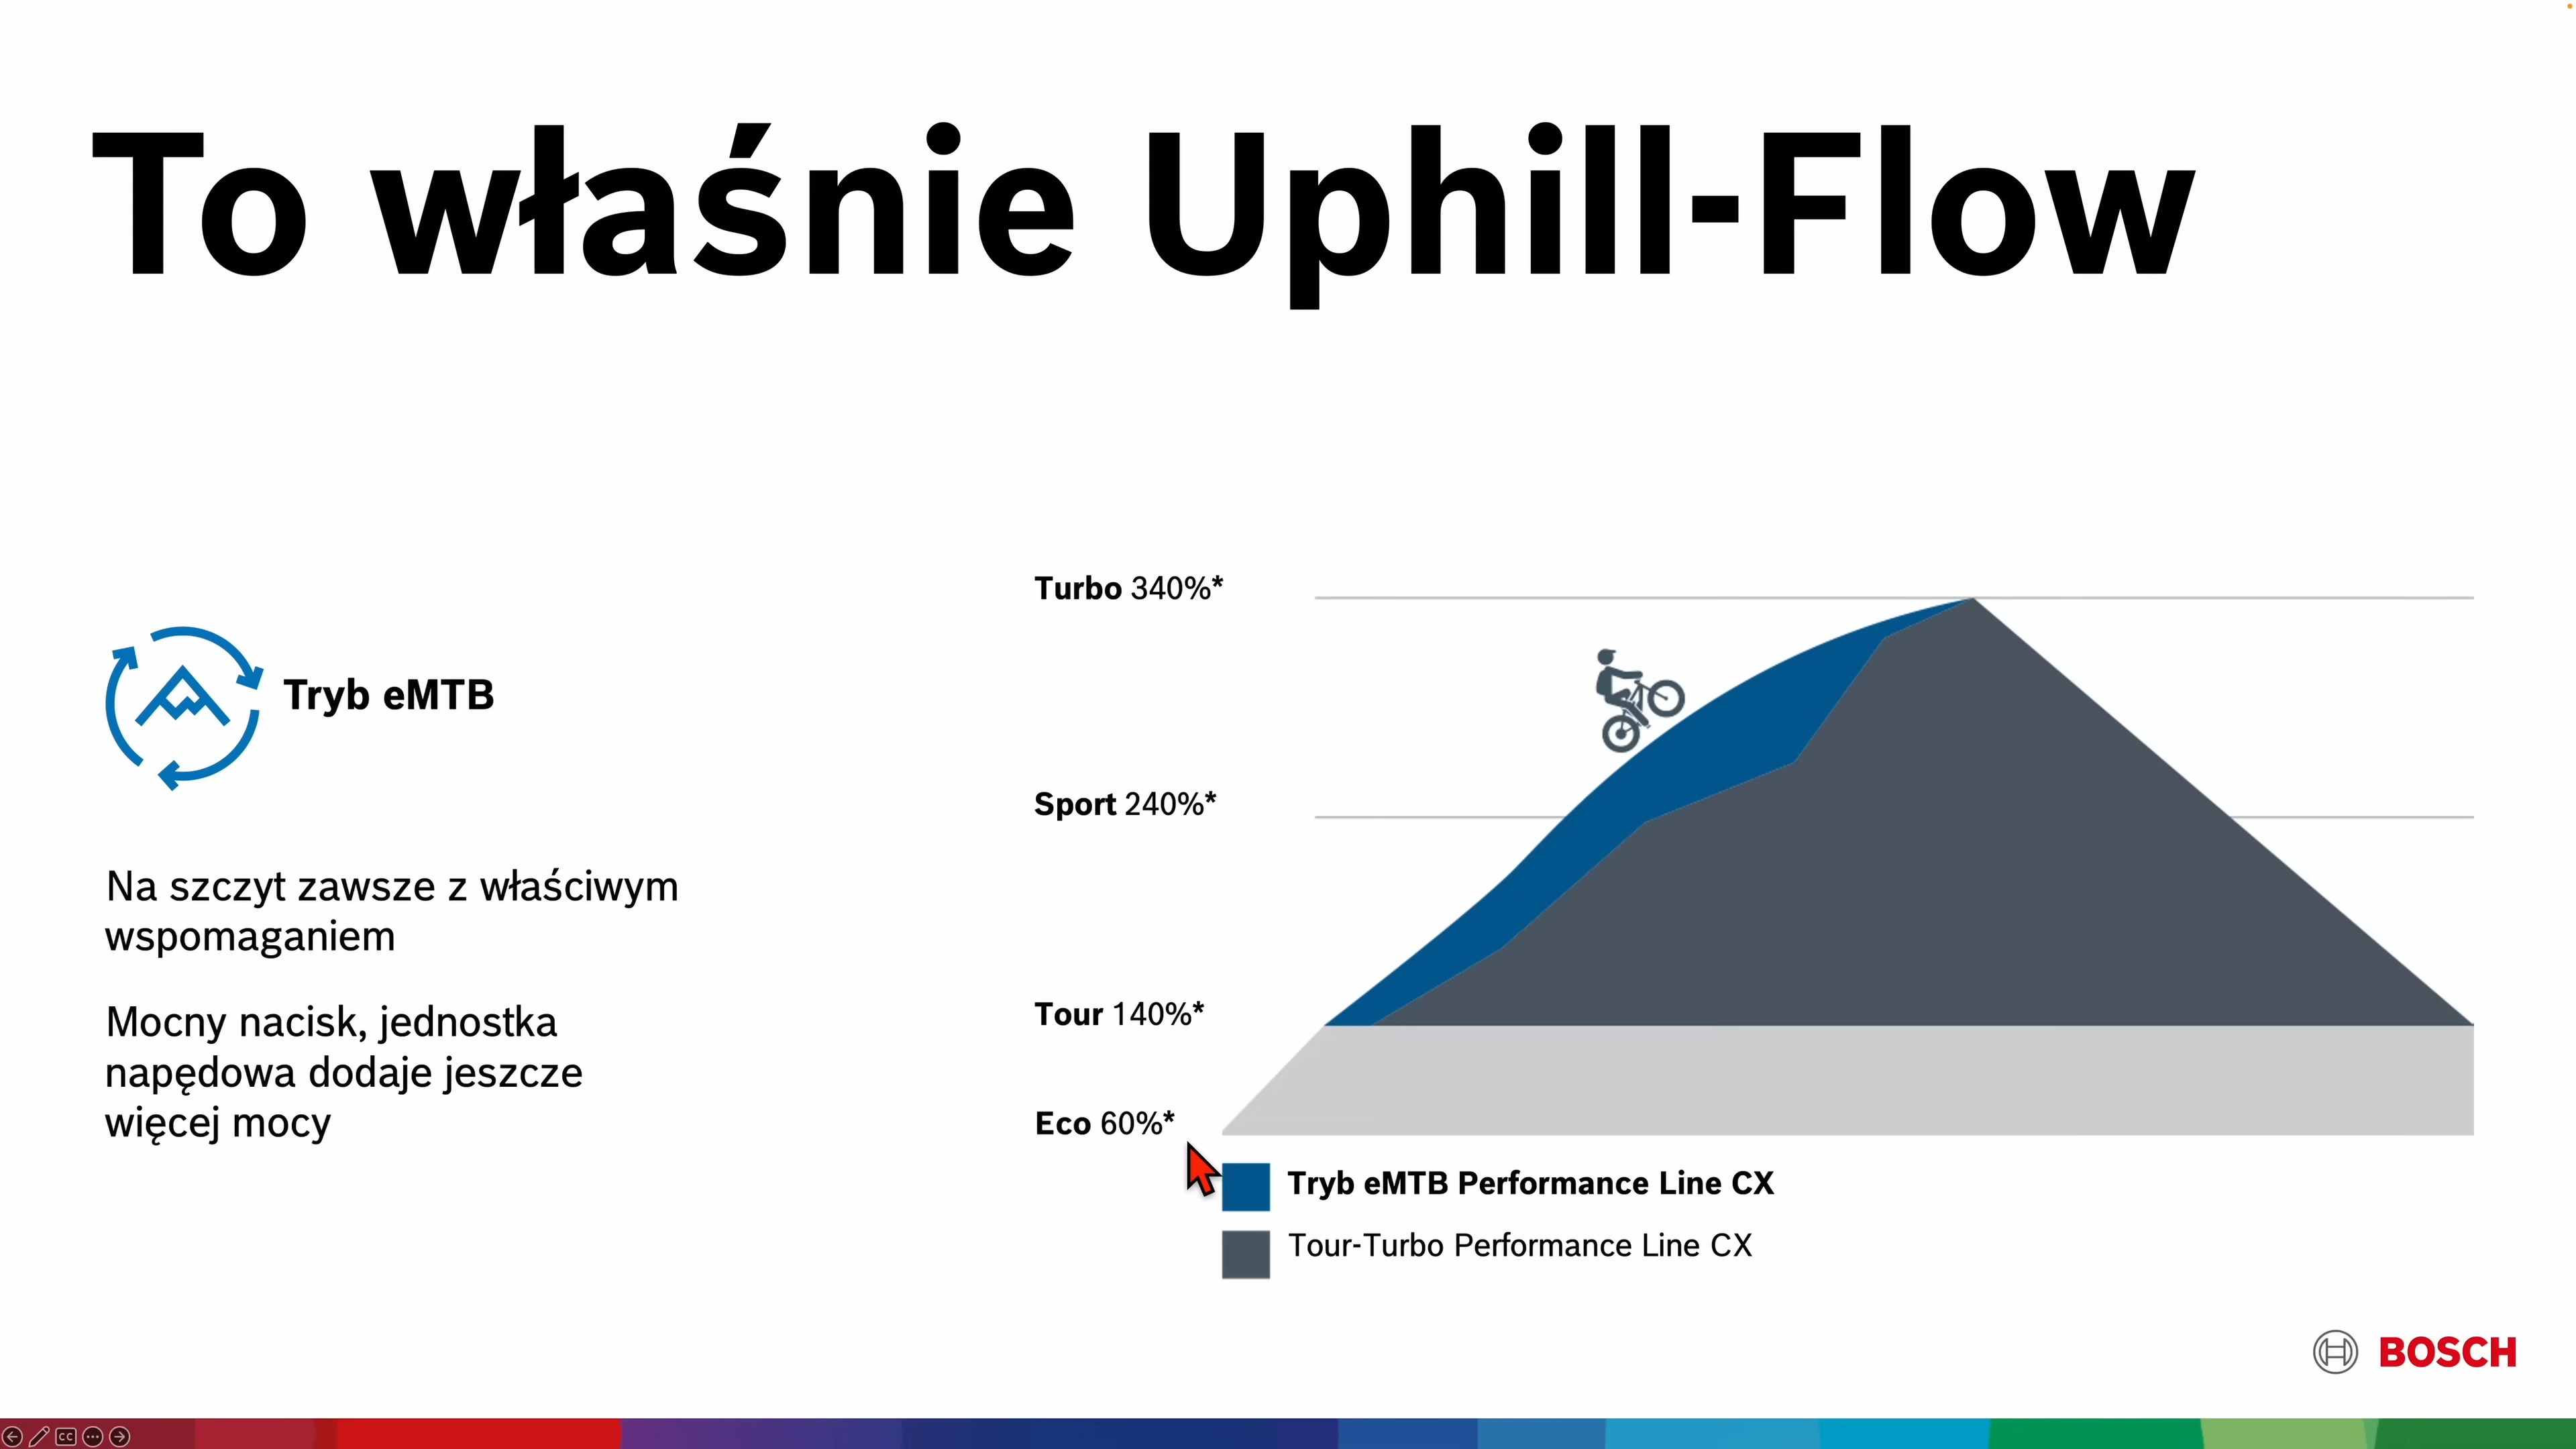 To właśnie Uphill-Flow
Tryb eMTB
Na szczyt zawsze z właściwym
wspomaganiem
Mocny nacisk, jednostka
napędowa dodaje jeszcze
więcej mocy
Turbo 340%*
Sport 240%*
Tour 140%*
Eco 60%*
Tryb eMTB Performance Line CX
Tour-Turbo Performance Line CX
BOSCH
CC